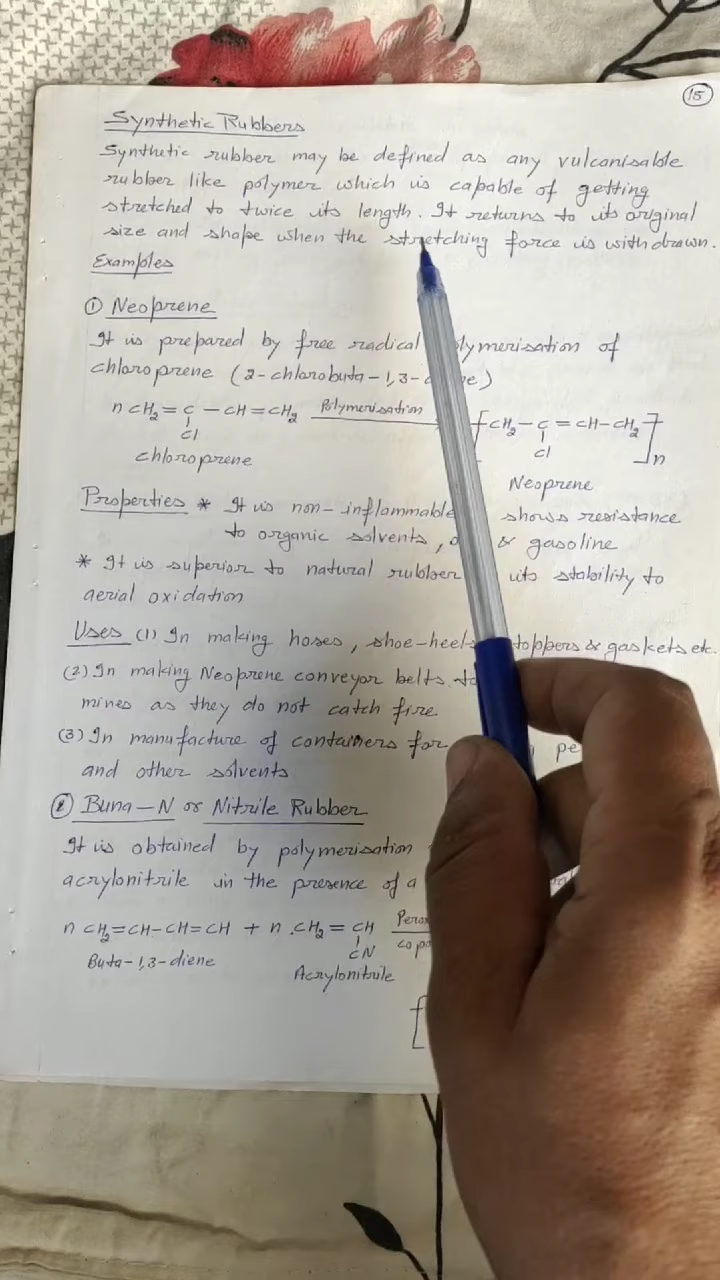 15
Synthetic Rubbers
Synthetic rubber may be defined as any vulcanisable
rubber like polymer which is capable of getting
stretched to twice its length. It returns to its original
size and shape when the stretching force is withdrawn.
Examples
① Neoprene
It is prepared by free radical polymerisation of
chloroprene (2-chlorobuta-1,3-
n CH₂=C-CH=CH₂ Polymerisation [CH₂-C=CH-CH₂]n
Cl Cl
chloroprene
Neoprene
Properties * It is non-inflammable shows resistance
to organic solvents, & gasoline
* It is superior to natural rubber its stability to
aerial oxidation
Uses (1) In making hoses, shoe-heels gaskets etc.
(2) In making Neoprene conveyor belts
mines as they do not catch fire
(3) In manufacture of containers for
and other solvents
② Buna-N or Nitrile Rubber
It is obtained by polymerisation
acrylonitrile in the presence of a
n CH₂=CH-CH=CH + n.CH₂=CH
CN
Buta-1,3-diene Acrylonitrile
[